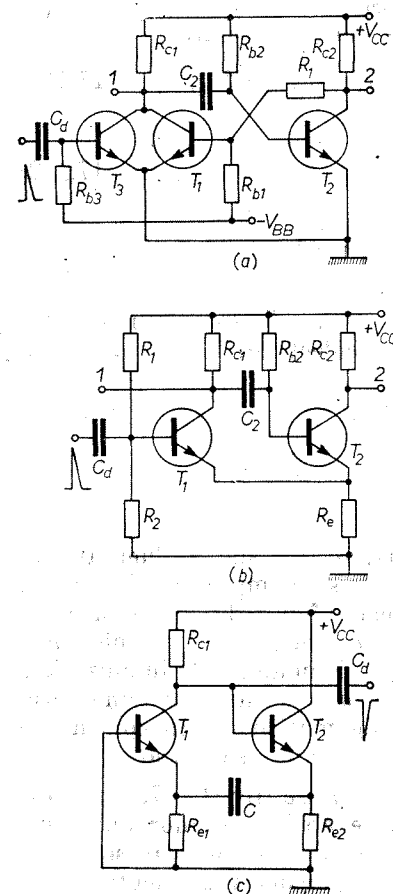 R_c1 R_b2 R_c2 +V_CC
1 C_2 R_1 2
C_d
T_3 T_1 T_2
R_b3 R_b1
-V_BB
(a)
R_1 R_c1 R_b2 R_c2 +V_CC
1 2
C_2
C_d T_1 T_2
R_2 R_e
(b)
+V_CC
R_c1 C_d
T_1 T_2
C
R_e1 R_e2
(c)